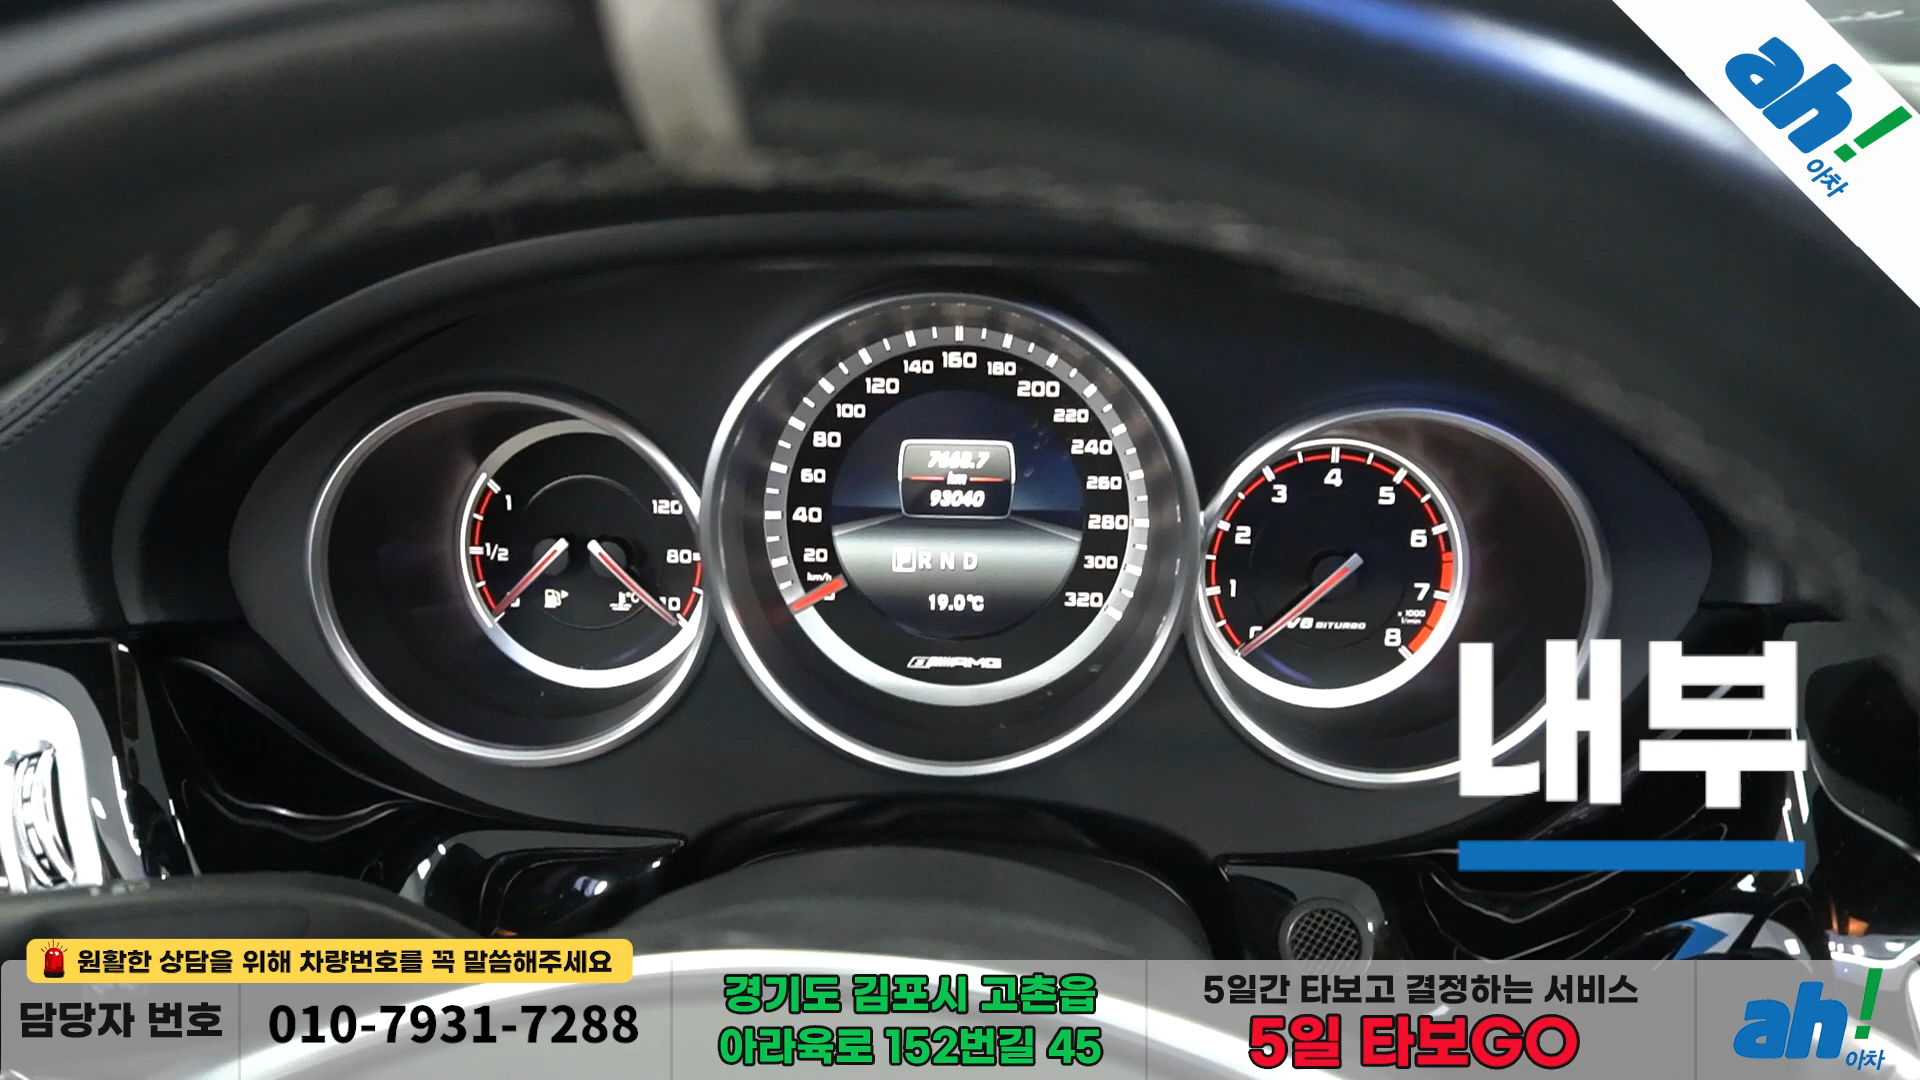 ah!
아차
140 160 180
120 200
100 220
80 240
60 260
40 280
20 300
km/h
320
km
93040
P R N D
19.0℃
AMG
1
1/2
120
80
1 2 3 4 5 6 7 8
x 1000
1/min
V8 BITURBO
내부
원활한 상담을 위해 차량번호를 꼭 말씀해주세요
담당자 번호
010-7931-7288
경기도 김포시 고촌읍
아라육로 152번길 45
5일간 타보고 결정하는 서비스
5일 타보GO
ah!
아차